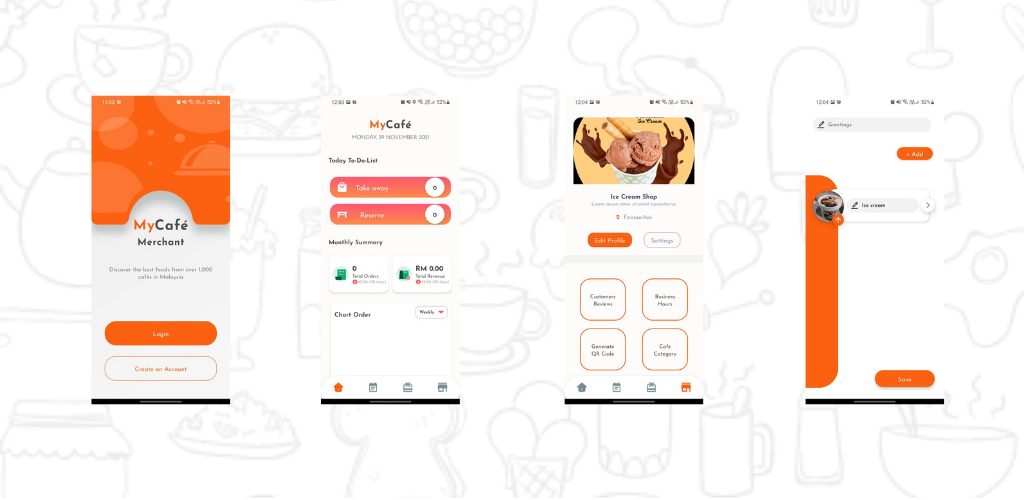 12:03
52%
MyCafé
Merchant
Discover the best foods from over 1,000
cafés in Malaysia
Login
Create an Account
12:03
52%
MyCafé
MONDAY, 29 NOVEMBER 2021
Today To-Do-List
Take away
0
Reserve
0
Monthly Summary
0
Total Orders
RM 0.00
Total Revenue
Chart Order
Weekly
12:04
52%
Ice Cream
Ice Cream Shop
Lorem ipsum dolor sit amet consectetur
2 Favourites
Edit Profile
Settings
Customers
Reviews
Business
Hours
Generate
QR Code
Cafe
Category
12:04
52%
Greetings
+ Add
Ice cream
Save